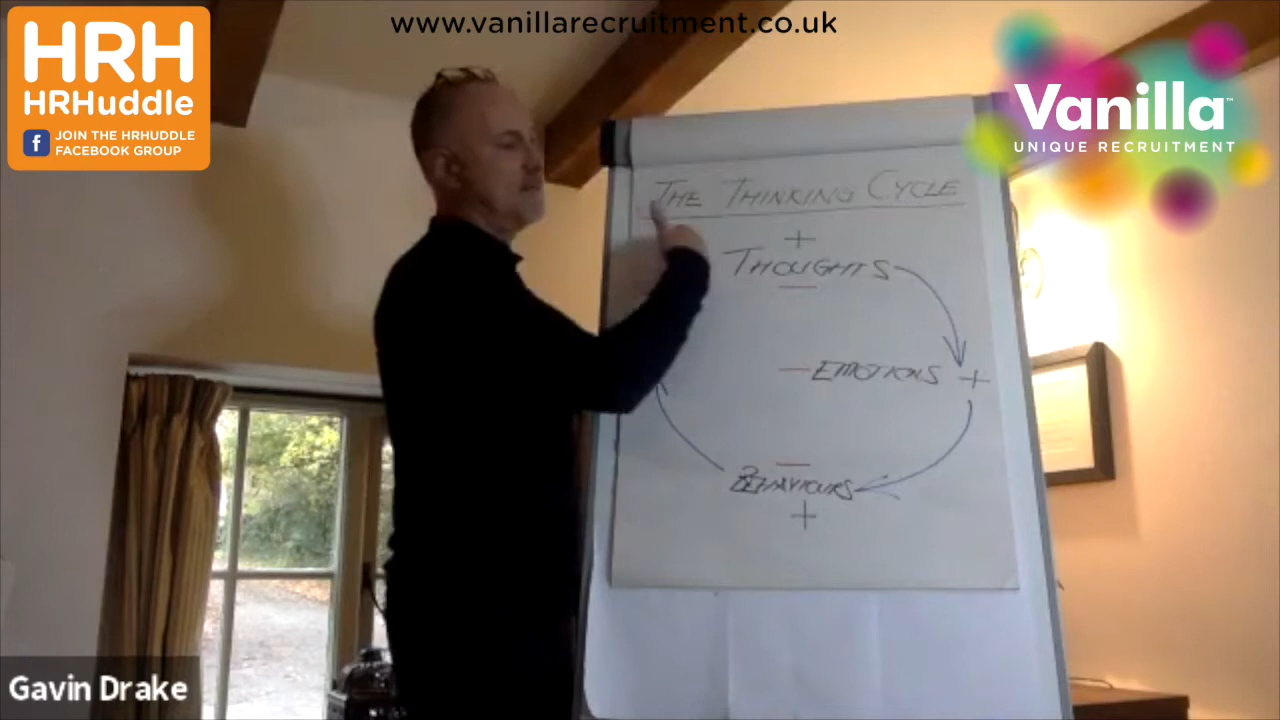 www.vanillarecruitment.co.uk
HRH
HRHuddle
f JOIN THE HRHUDDLE
FACEBOOK GROUP
Vanilla™
UNIQUE RECRUITMENT
THE THINKING CYCLE
+
THOUGHTS
—
— EMOTIONS +
—
BEHAVIOURS
+
Gavin Drake